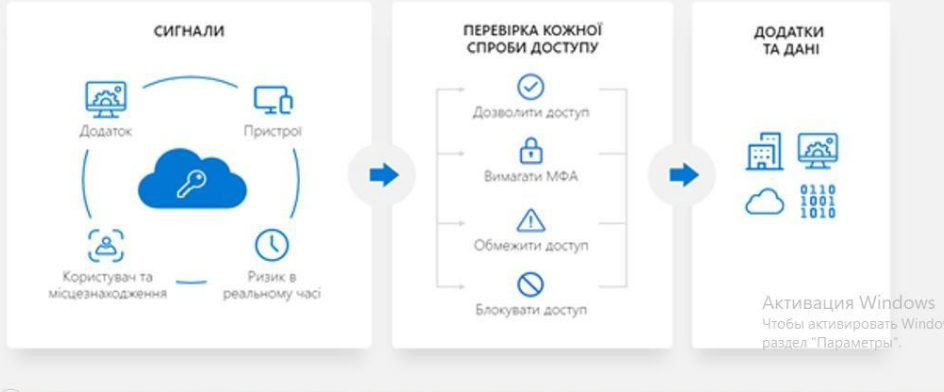 СИГНАЛИ
Додаток
Пристрої
Користувач та
місцезнаходження
Ризик в
реальному часі
ПЕРЕВІРКА КОЖНОЇ
СПРОБИ ДОСТУПУ
Дозволити доступ
Вимагати МФА
Обмежити доступ
Блокувати доступ
ДОДАТКИ
ТА ДАНІ
0110
1001
1010
Активация Windows
Чтобы активировать Windo
раздел "Параметры".